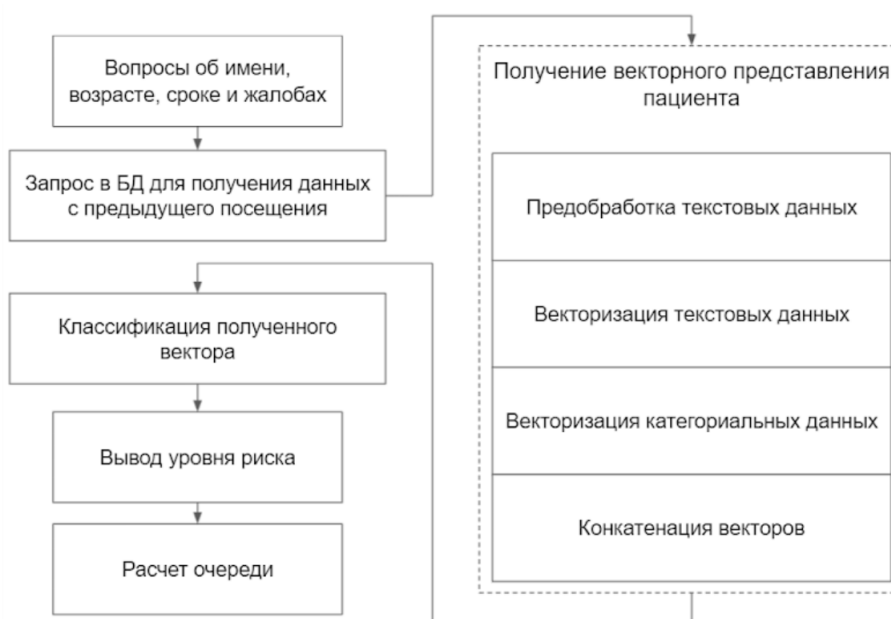 Вопросы об имени,
возрасте, сроке и жалобах
Запрос в БД для получения данных
с предыдущего посещения
Получение векторного представления
пациента
Предобработка текстовых данных
Векторизация текстовых данных
Векторизация категориальных данных
Конкатенация векторов
Классификация полученного
вектора
Вывод уровня риска
Расчет очереди